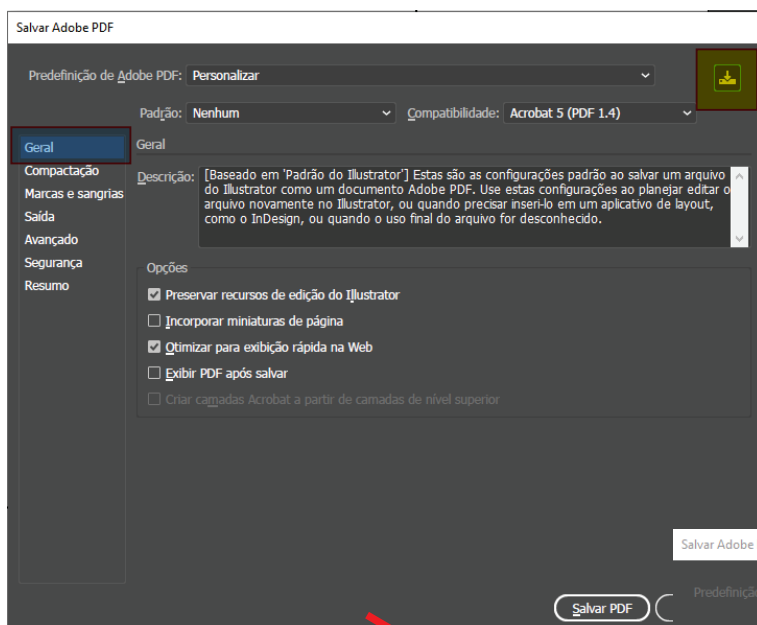 Salvar Adobe PDF
Predefinição de Adobe PDF: Personalizar
Padrão: Nenhum Compatibilidade: Acrobat 5 (PDF 1.4)
Geral
Compactação
Marcas e sangrias
Saída
Avançado
Segurança
Resumo
Geral
Descrição: [Baseado em 'Padrão do Illustrator'] Estas são as configurações padrão ao salvar um arquivo
do Illustrator como um documento Adobe PDF. Use estas configurações ao planejar editar o
arquivo novamente no Illustrator, ou quando precisar inseri-lo em um aplicativo de layout,
como o InDesign, ou quando o uso final do arquivo for desconhecido.
Opções
Preservar recursos de edição do Illustrator
Incorporar miniaturas de página
Otimizar para exibição rápida na Web
Exibir PDF após salvar
Criar camadas Acrobat a partir de camadas de nível superior
Salvar PDF
Salvar Adobe